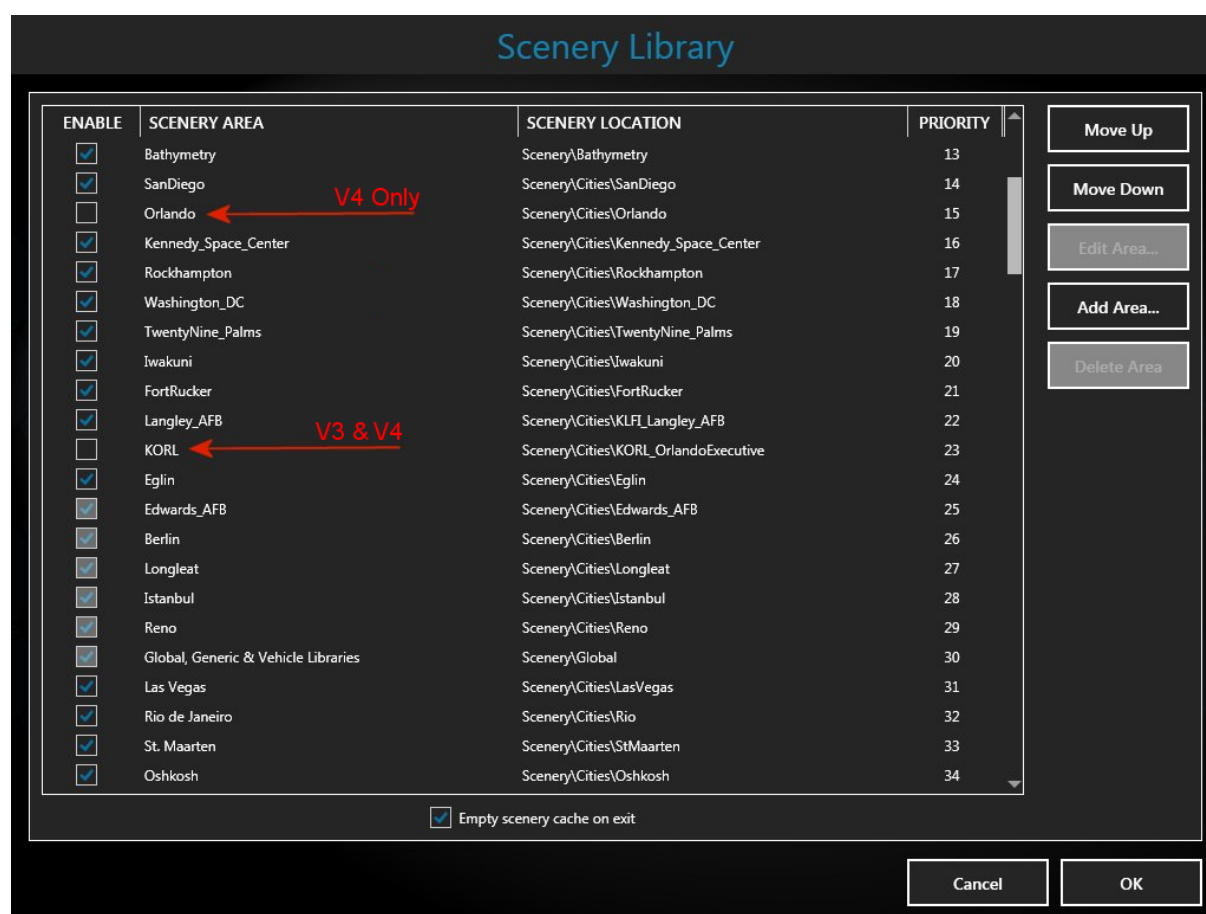 Scenery Library
ENABLE SCENERY AREA SCENERY LOCATION PRIORITY
Move Up
Bathymetry Scenery\Bathymetry 13
SanDiego Scenery\Cities\SanDiego 14
Move Down
V4 Only
Orlando Scenery\Cities\Orlando 15
Kennedy_Space_Center Scenery\Cities\Kennedy_Space_Center 16
Edit Area...
Rockhampton Scenery\Cities\Rockhampton 17
Washington_DC Scenery\Cities\Washington_DC 18
Add Area...
TwentyNine_Palms Scenery\Cities\TwentyNine_Palms 19
Iwakuni Scenery\Cities\Iwakuni 20
Delete Area
FortRucker Scenery\Cities\FortRucker 21
Langley_AFB Scenery\Cities\KLFI_Langley_AFB 22
V3 & V4
KORL Scenery\Cities\KORL_OrlandoExecutive 23
Eglin Scenery\Cities\Eglin 24
Edwards_AFB Scenery\Cities\Edwards_AFB 25
Berlin Scenery\Cities\Berlin 26
Longleat Scenery\Cities\Longleat 27
Istanbul Scenery\Cities\Istanbul 28
Reno Scenery\Cities\Reno 29
Global, Generic & Vehicle Libraries Scenery\Global 30
Las Vegas Scenery\Cities\LasVegas 31
Rio de Janeiro Scenery\Cities\Rio 32
St. Maarten Scenery\Cities\StMaarten 33
Oshkosh Scenery\Cities\Oshkosh 34
Empty scenery cache on exit
Cancel OK